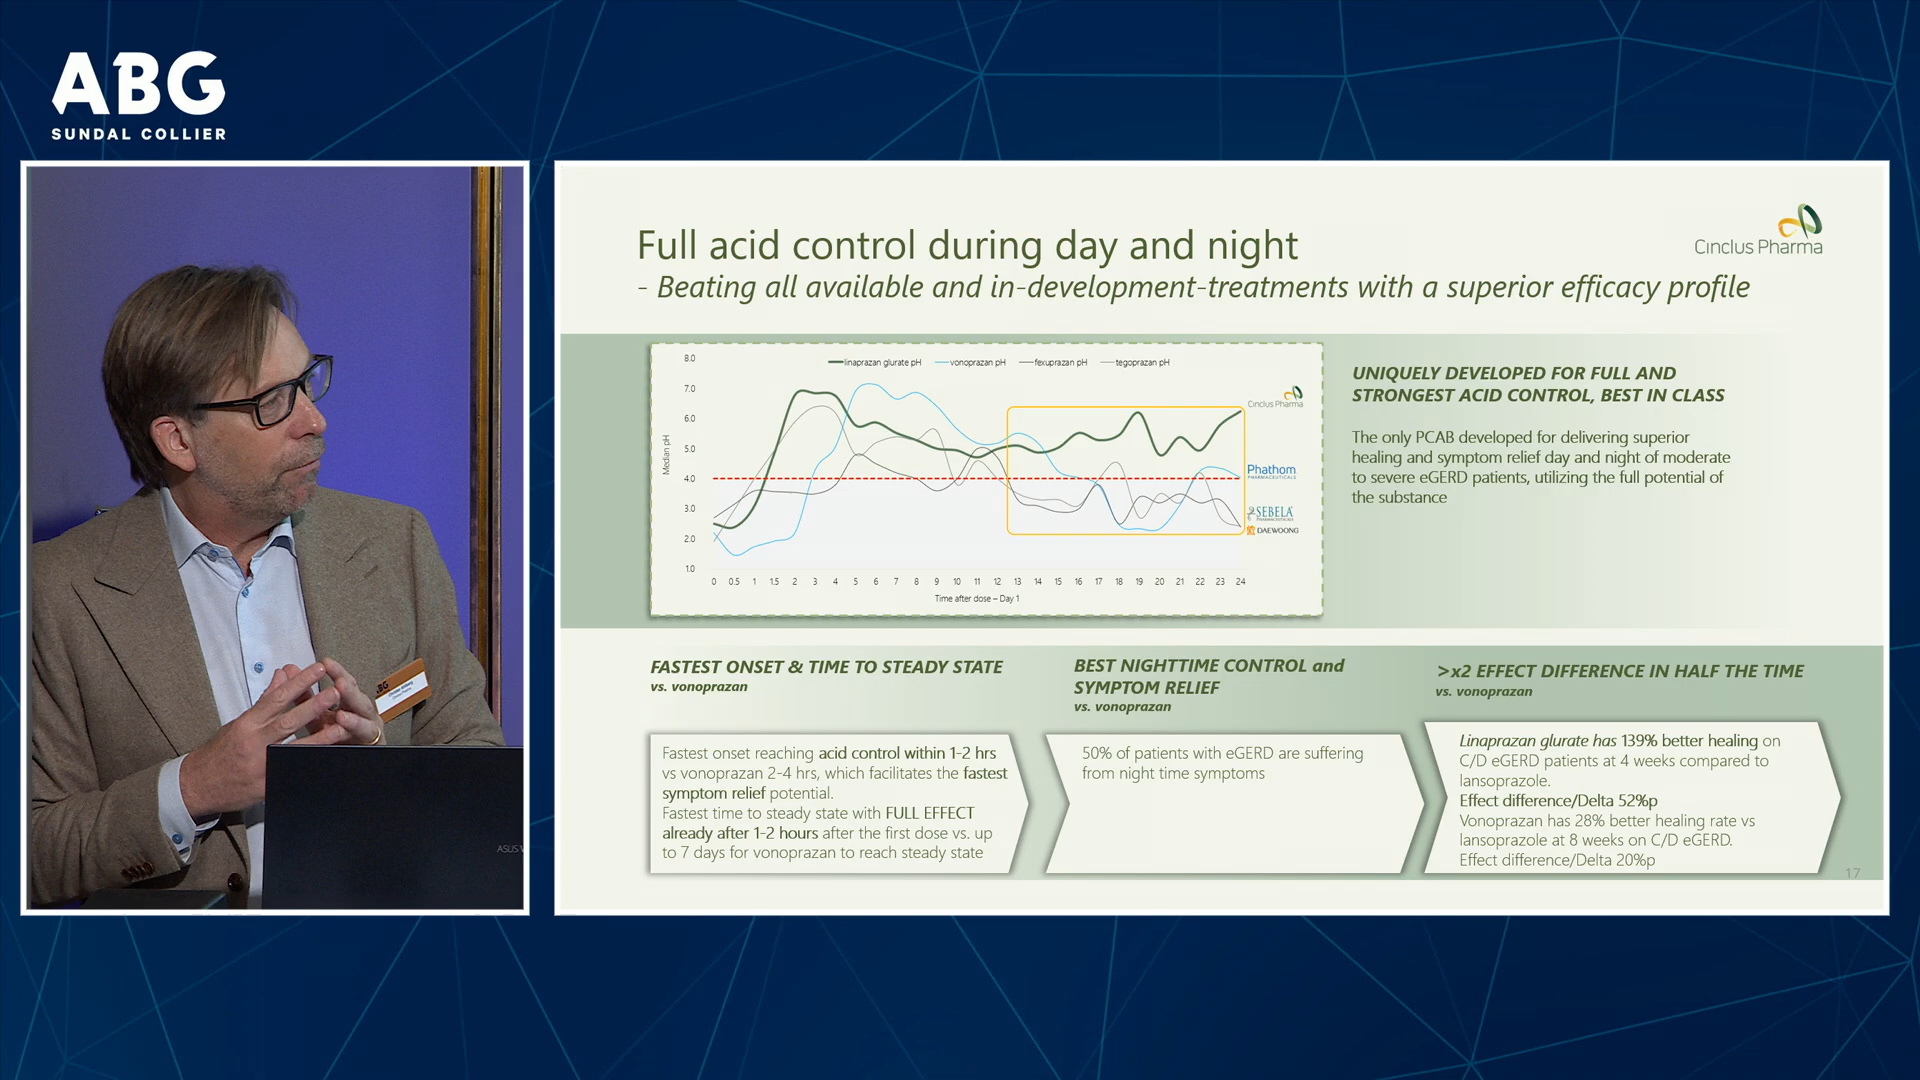 ABG
SUNDAL COLLIER
Full acid control during day and night
- Beating all available and in-development-treatments with a superior efficacy profile
Cinclus Pharma
8.0
7.0
6.0
5.0
4.0
3.0
2.0
1.0
Median pH
linaprazan glurate pH
vonoprazan pH
fexuprazan pH
tegoprazan pH
Cinclus Pharma
Phathom
PHARMACEUTICALS
SEBELA
PHARMACEUTICALS
DAEWOONG
0 0.5 1 1.5 2 3 4 5 6 7 8 9 10 11 12 13 14 15 16 17 18 19 20 21 22 23 24
Time after dose – Day 1
UNIQUELY DEVELOPED FOR FULL AND
STRONGEST ACID CONTROL, BEST IN CLASS
The only PCAB developed for delivering superior
healing and symptom relief day and night of moderate
to severe eGERD patients, utilizing the full potential of
the substance
FASTEST ONSET & TIME TO STEADY STATE
vs. vonoprazan
Fastest onset reaching acid control within 1-2 hrs
vs vonoprazan 2-4 hrs, which facilitates the fastest
symptom relief potential.
Fastest time to steady state with FULL EFFECT
already after 1-2 hours after the first dose vs. up
to 7 days for vonoprazan to reach steady state
BEST NIGHTTIME CONTROL and
SYMPTOM RELIEF
vs. vonoprazan
50% of patients with eGERD are suffering
from night time symptoms
>x2 EFFECT DIFFERENCE IN HALF THE TIME
vs. vonoprazan
Linaprazan glurate has 139% better healing on
C/D eGERD patients at 4 weeks compared to
lansoprazole.
Effect difference/Delta 52%p
Vonoprazan has 28% better healing rate vs
lansoprazole at 8 weeks on C/D eGERD.
Effect difference/Delta 20%p
17
ABG
ASUS